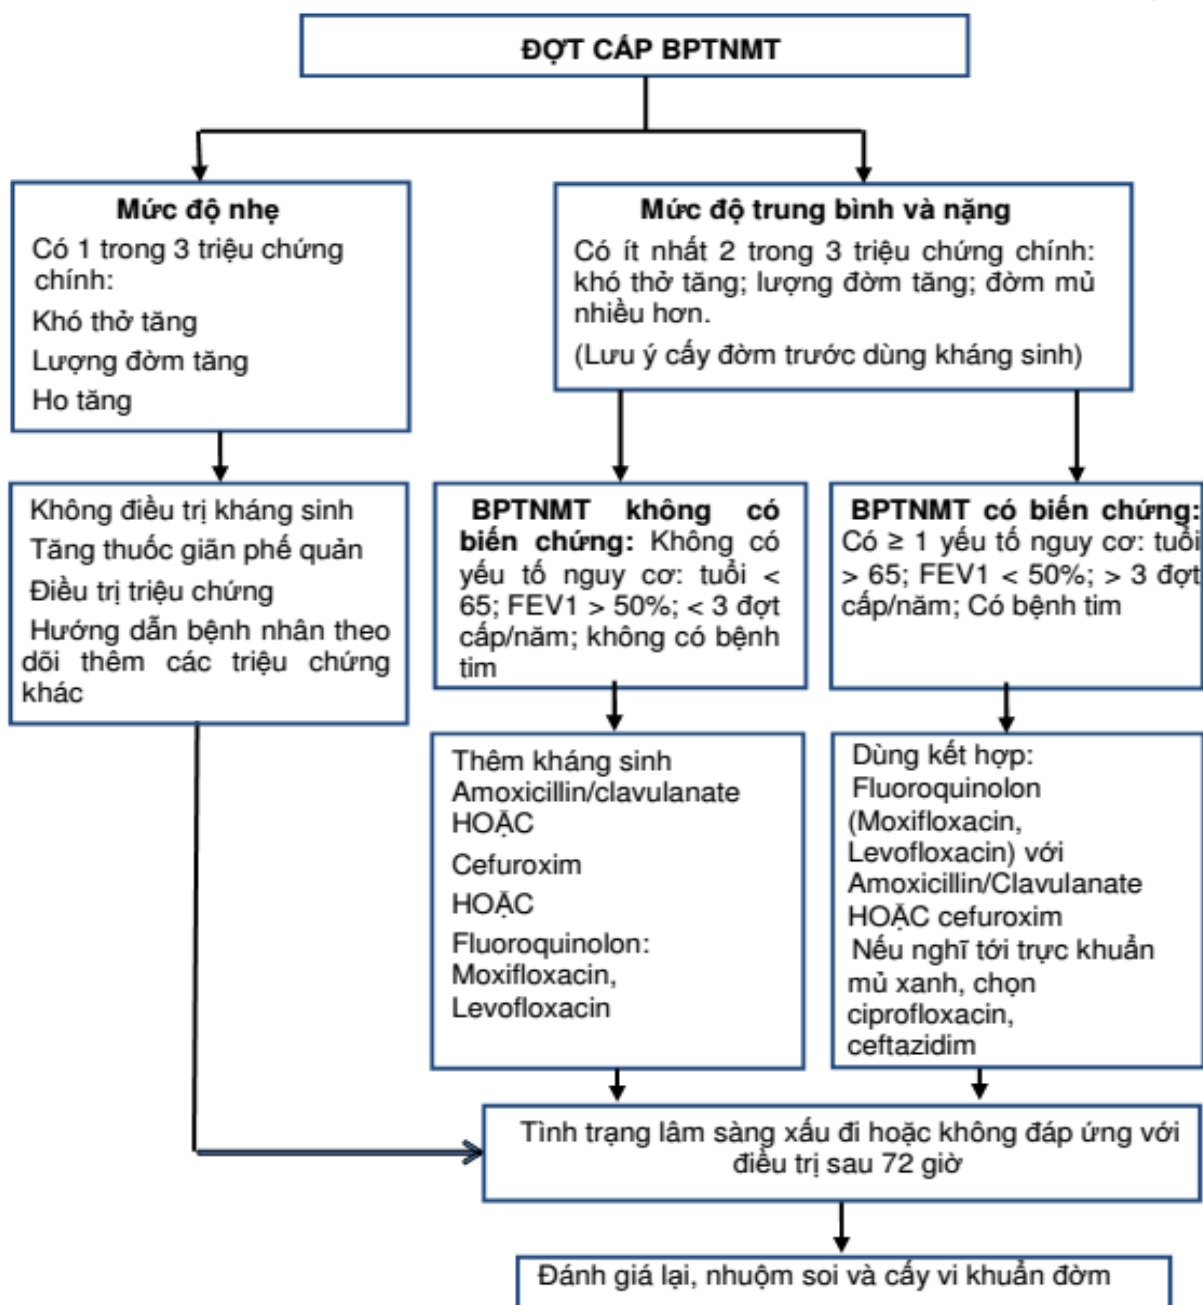 ĐỢT CẤP BPTNMT
Mức độ nhẹ
Có 1 trong 3 triệu chứng
chính:
Khó thở tăng
Lượng đờm tăng
Ho tăng
Mức độ trung bình và nặng
Có ít nhất 2 trong 3 triệu chứng chính:
khó thở tăng; lượng đờm tăng; đờm mủ
nhiều hơn.
(Lưu ý cấy đờm trước dùng kháng sinh)
Không điều trị kháng sinh
Tăng thuốc giãn phế quản
Điều trị triệu chứng
Hướng dẫn bệnh nhân theo
dõi thêm các triệu chứng
khác
BPTNMT không có
biến chứng: Không có
yếu tố nguy cơ: tuổi <
65; FEV1 > 50%; < 3 đợt
cấp/năm; không có bệnh
tim
BPTNMT có biến chứng:
Có ≥ 1 yếu tố nguy cơ: tuổi
> 65; FEV1 < 50%; > 3 đợt
cấp/năm; Có bệnh tim
Thêm kháng sinh
Amoxicillin/clavulanate
HOẶC
Cefuroxim
HOẶC
Fluoroquinolon:
Moxifloxacin,
Levofloxacin
Dùng kết hợp:
Fluoroquinolon
(Moxifloxacin,
Levofloxacin) với
Amoxicillin/Clavulanate
HOẶC cefuroxim
Nếu nghĩ tới trực khuẩn
mủ xanh, chọn
ciprofloxacin,
ceftazidim
Tình trạng lâm sàng xấu đi hoặc không đáp ứng với
điều trị sau 72 giờ
Đánh giá lại, nhuộm soi và cấy vi khuẩn đờm